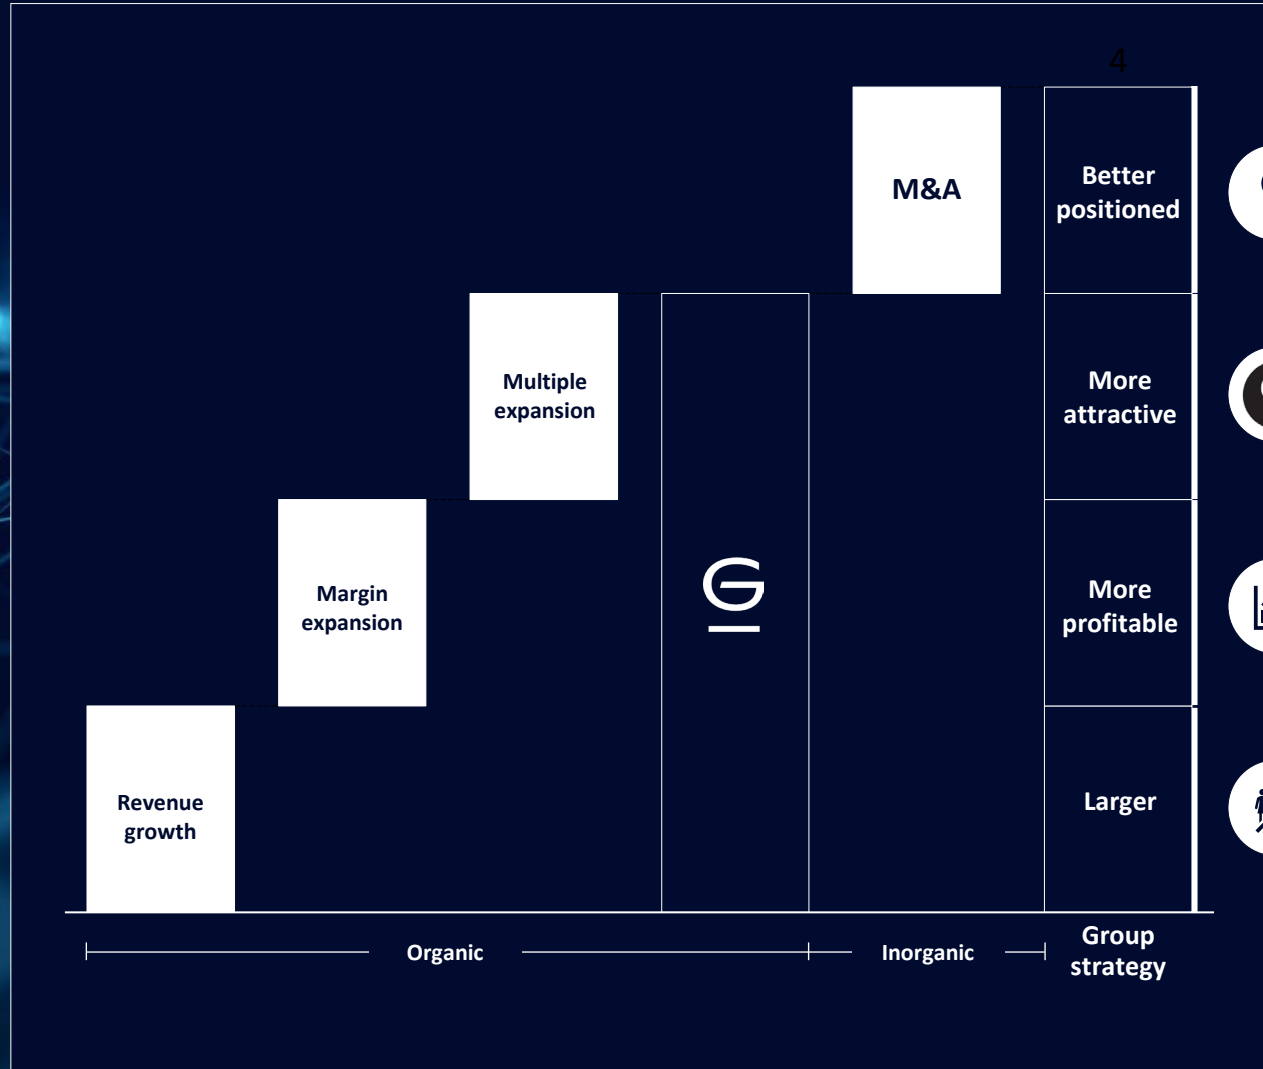 4
M&A
Better
positioned
Multiple
expansion
More
attractive
Margin
expansion
G
More
profitable
Revenue
growth
Larger
Organic
Inorganic
Group
strategy